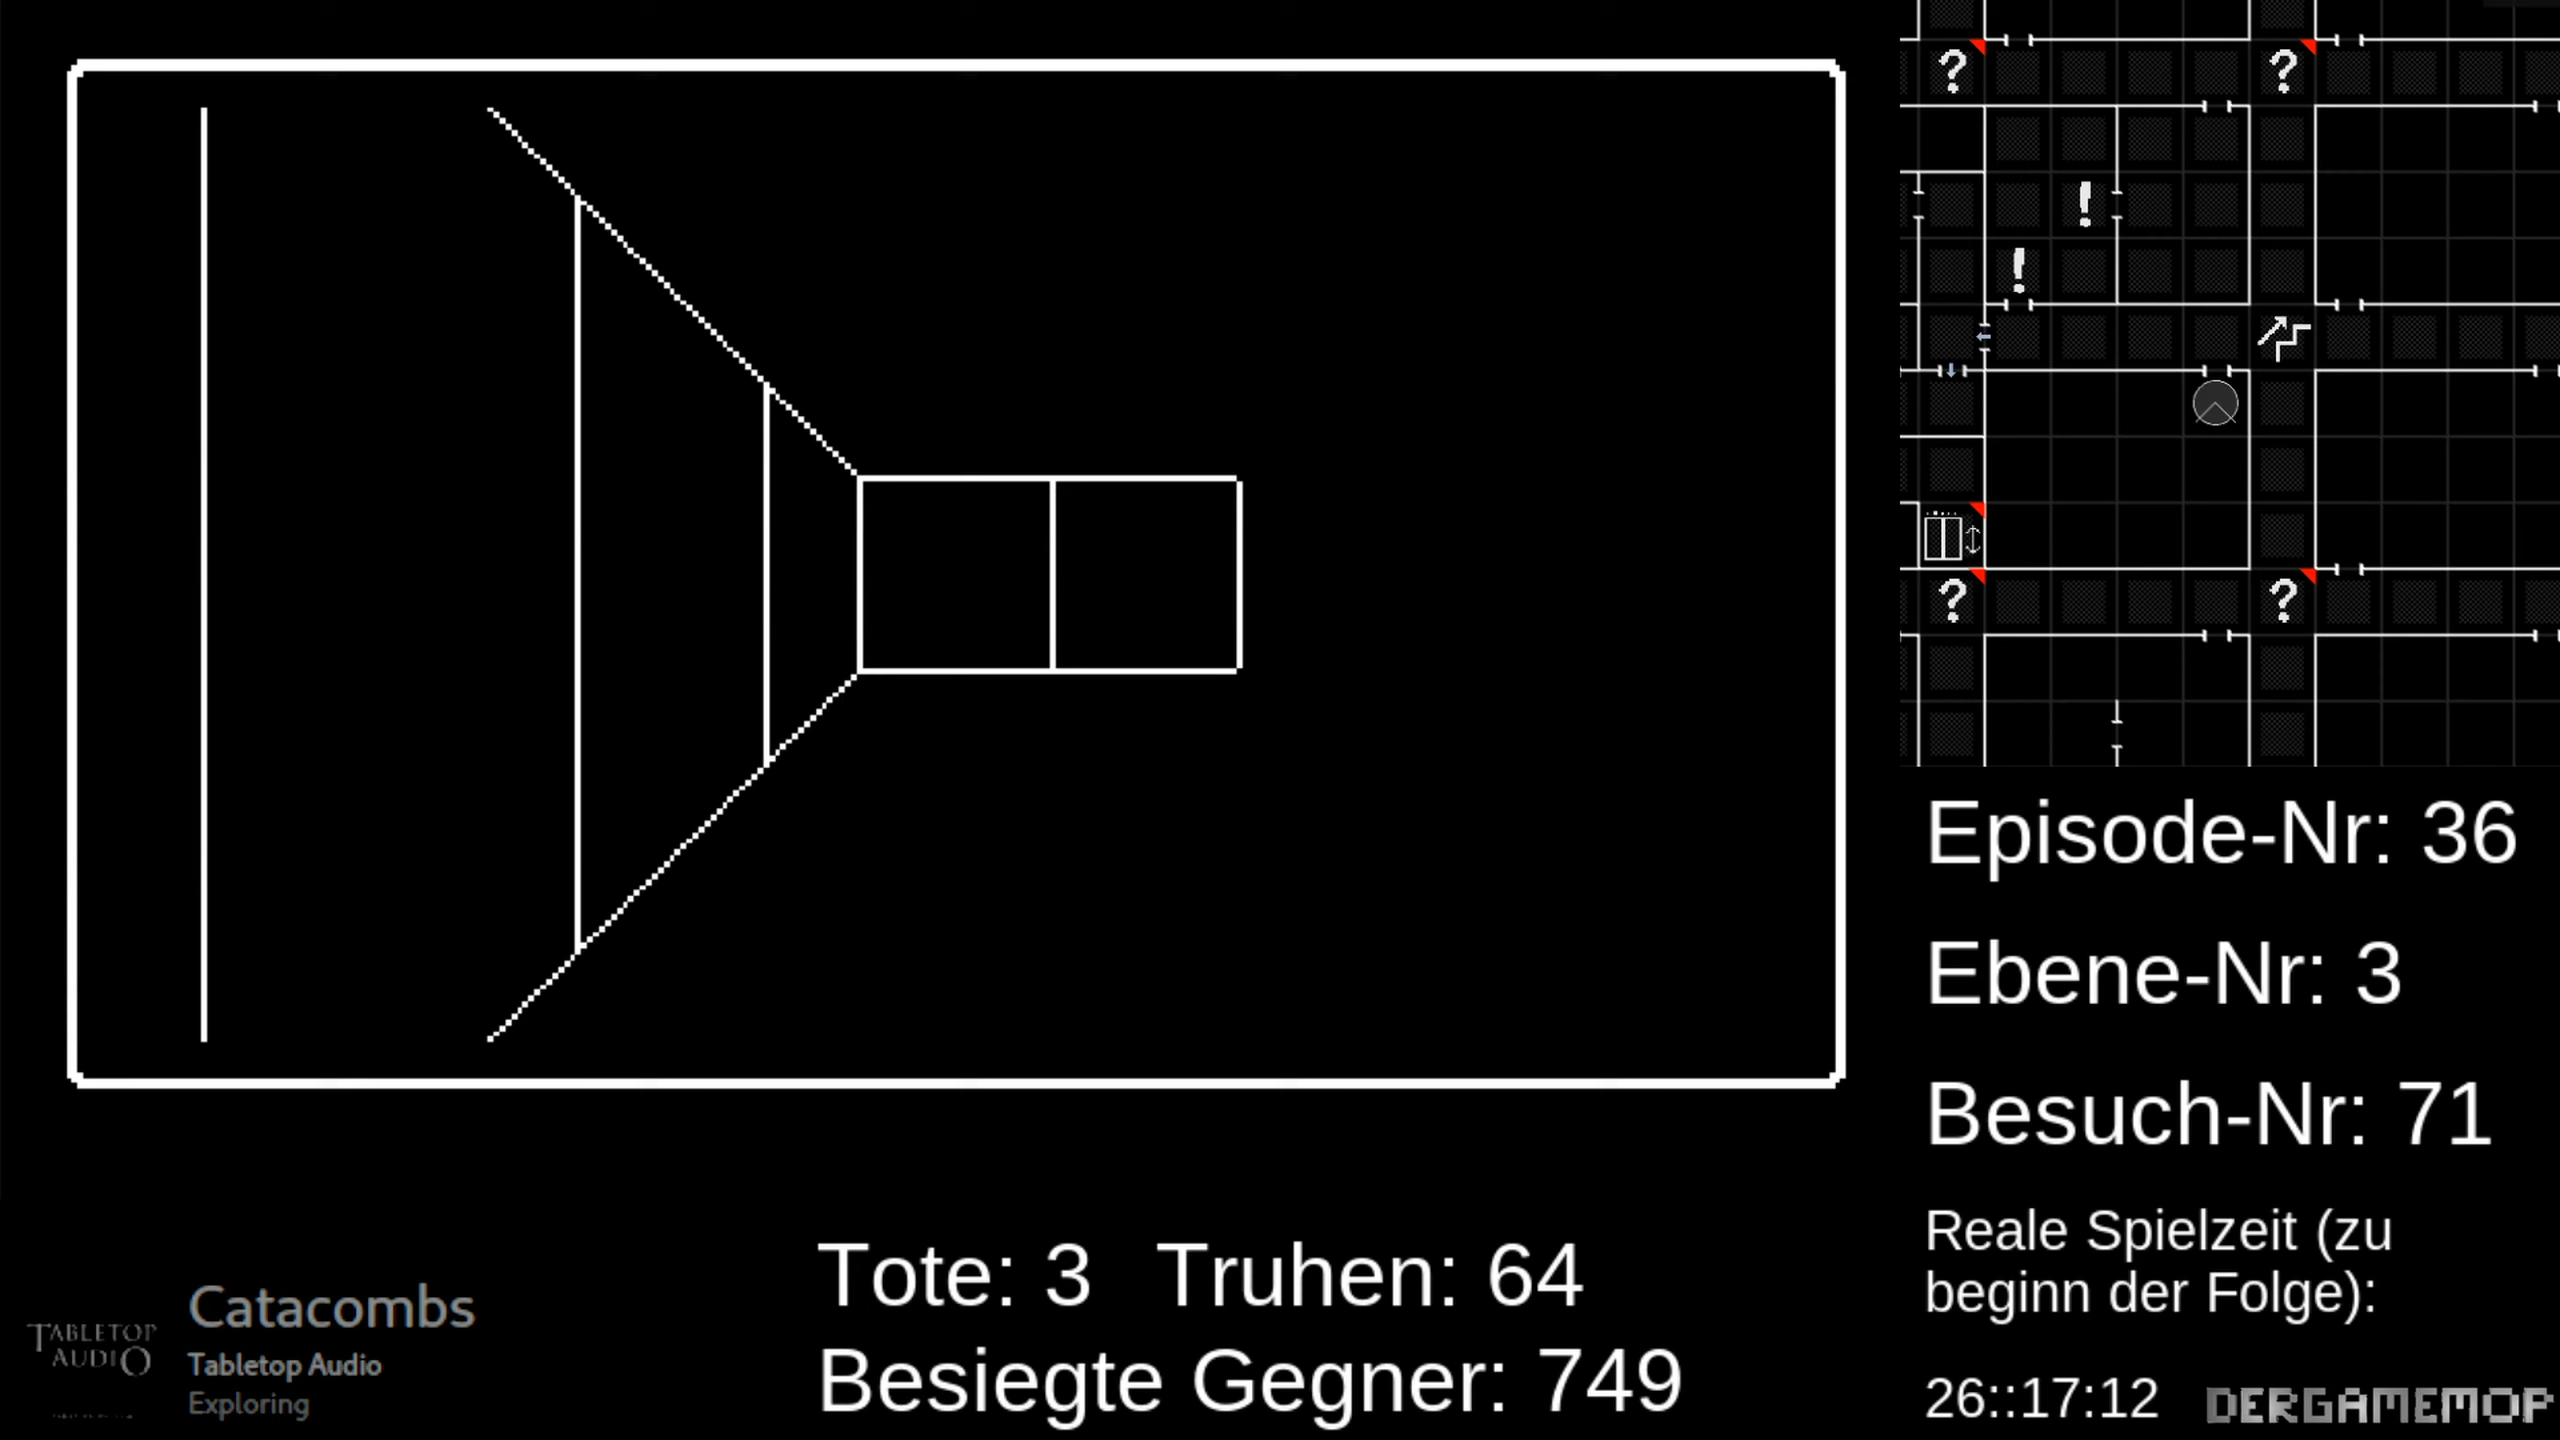 ?
?
!
!
?
?
Episode-Nr: 36
Ebene-Nr: 3
Besuch-Nr: 71
Reale Spielzeit (zu
beginn der Folge):
26::17:12
DERGAMEMOP
Tote: 3 Truhen: 64
Besiegte Gegner: 749
TABLETOP
AUDIO
Catacombs
Tabletop Audio
Exploring